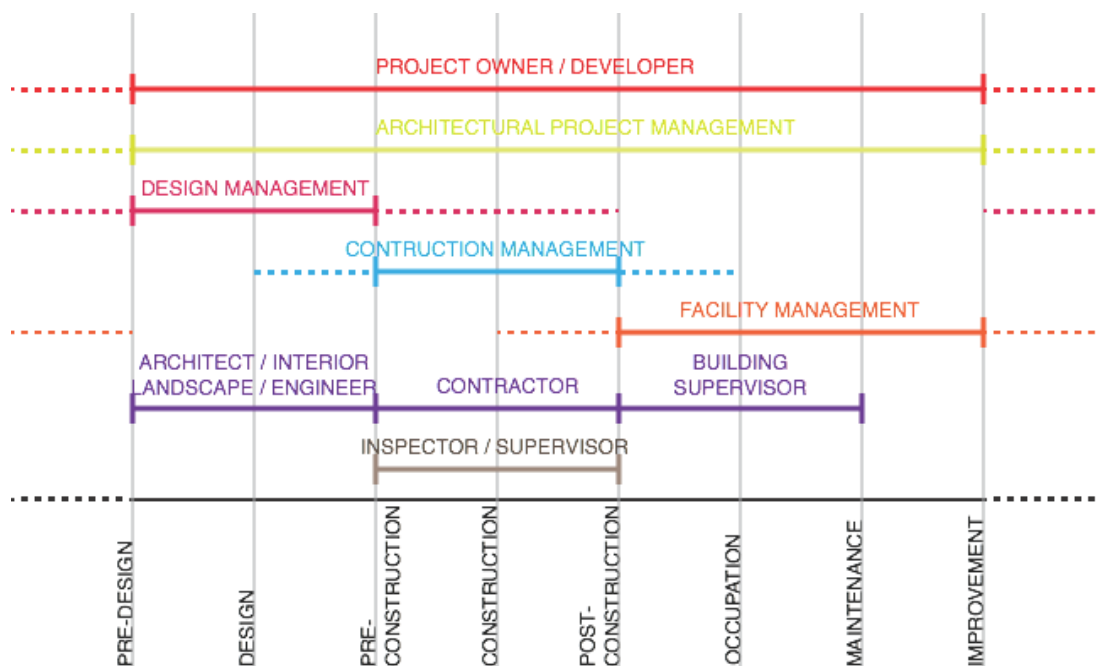 PROJECT OWNER / DEVELOPER
ARCHITECTURAL PROJECT MANAGEMENT
DESIGN MANAGEMENT
CONTRUCTION MANAGEMENT
FACILITY MANAGEMENT
ARCHITECT / INTERIOR
LANDSCAPE / ENGINEER
CONTRACTOR
BUILDING
SUPERVISOR
INSPECTOR / SUPERVISOR
PRE-DESIGN
DESIGN
PRE-
CONSTRUCTION
CONSTRUCTION
POST-
CONSTRUCTION
OCCUPATION
MAINTENANCE
IMPROVEMENT